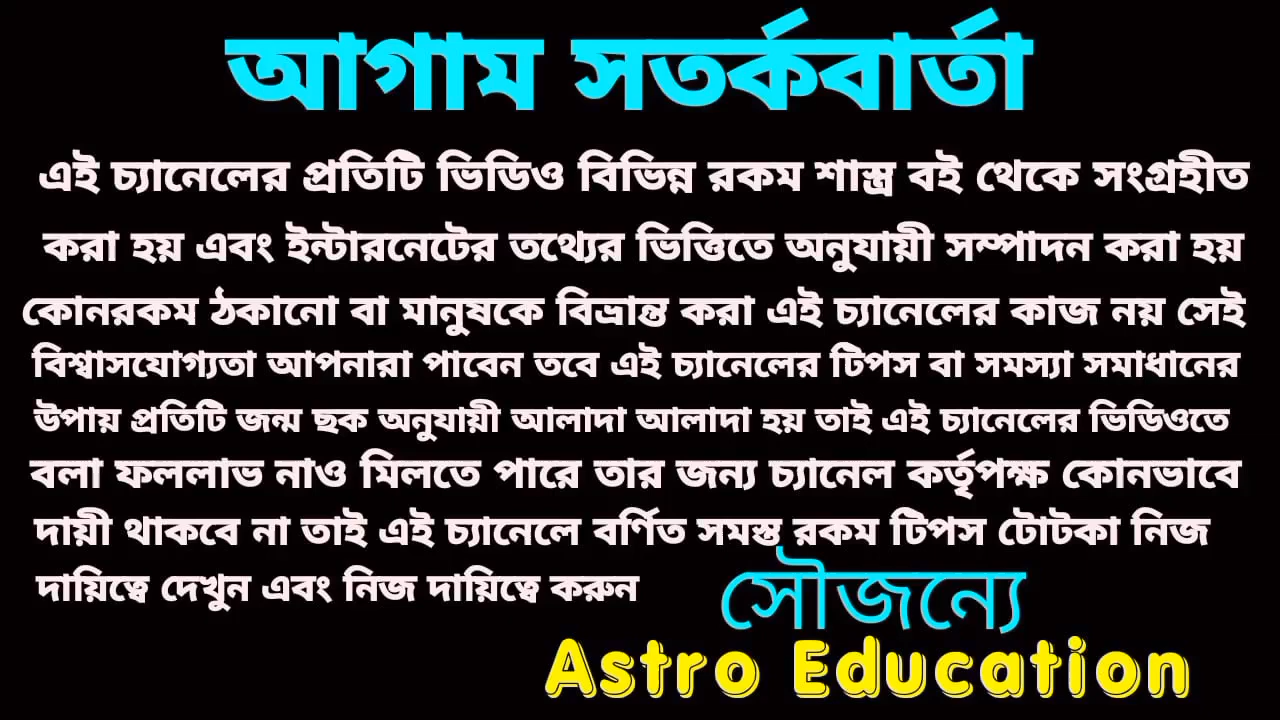 আগাম সতর্কবার্তা
এই চ্যানেলের প্রতিটি ভিডিও বিভিন্ন রকম শাস্ত্র বই থেকে সংগ্রহীত
করা হয় এবং ইন্টারনেটের তথ্যের ভিত্তিতে অনুযায়ী সম্পাদন করা হয়
কোনরকম ঠকানো বা মানুষকে বিভ্রান্ত করা এই চ্যানেলের কাজ নয় সেই
বিশ্বাসযোগ্যতা আপনারা পাবেন তবে এই চ্যানেলের টিপস বা সমস্যা সমাধানের
উপায় প্রতিটি জন্ম ছক অনুযায়ী আলাদা আলাদা হয় তাই এই চ্যানেলের ভিডিওতে
বলা ফললাভ নাও মিলতে পারে তার জন্য চ্যানেল কর্তৃপক্ষ কোনভাবে
দায়ী থাকবে না তাই এই চ্যানেলে বর্ণিত সমস্ত রকম টিপস টোটকা নিজ
দায়িত্বে দেখুন এবং নিজ দায়িত্বে করুন
সৌজন্যে
Astro Education